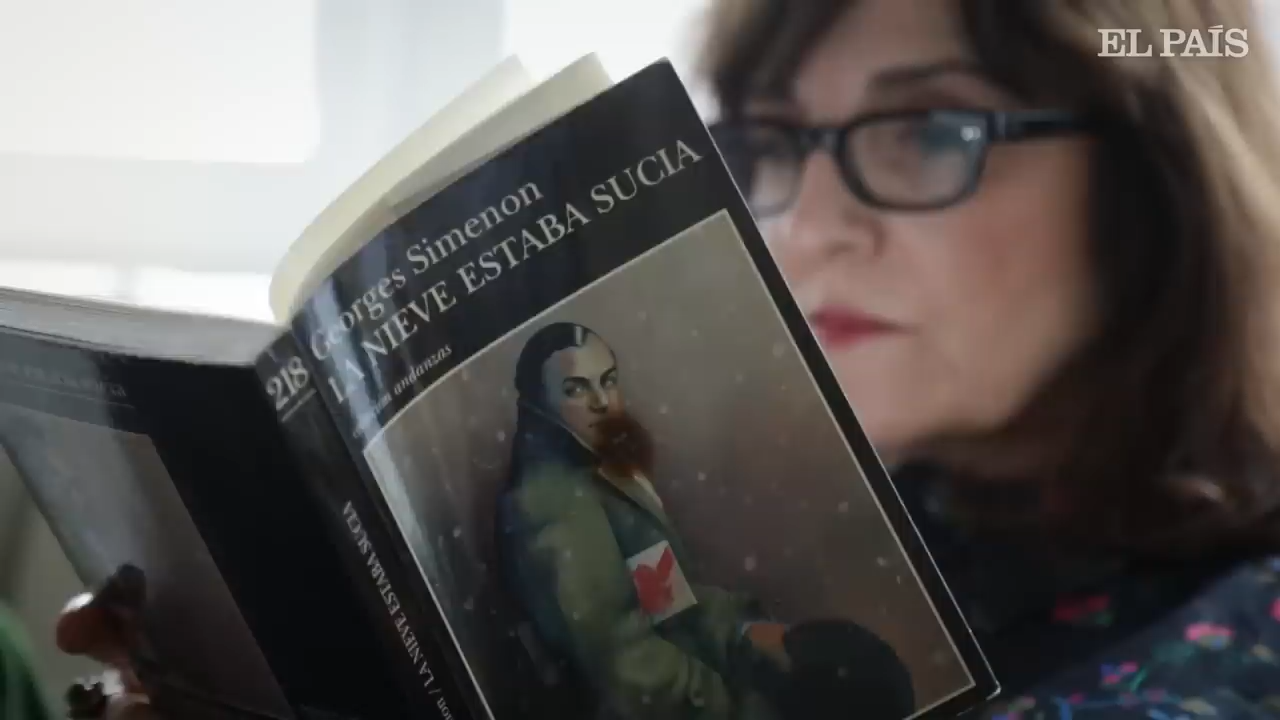 EL PAÍS
Georges Simenon
LA NIEVE ESTABA SUCIA
andanzas
218
LA NIEVE ESTABA SUCIA